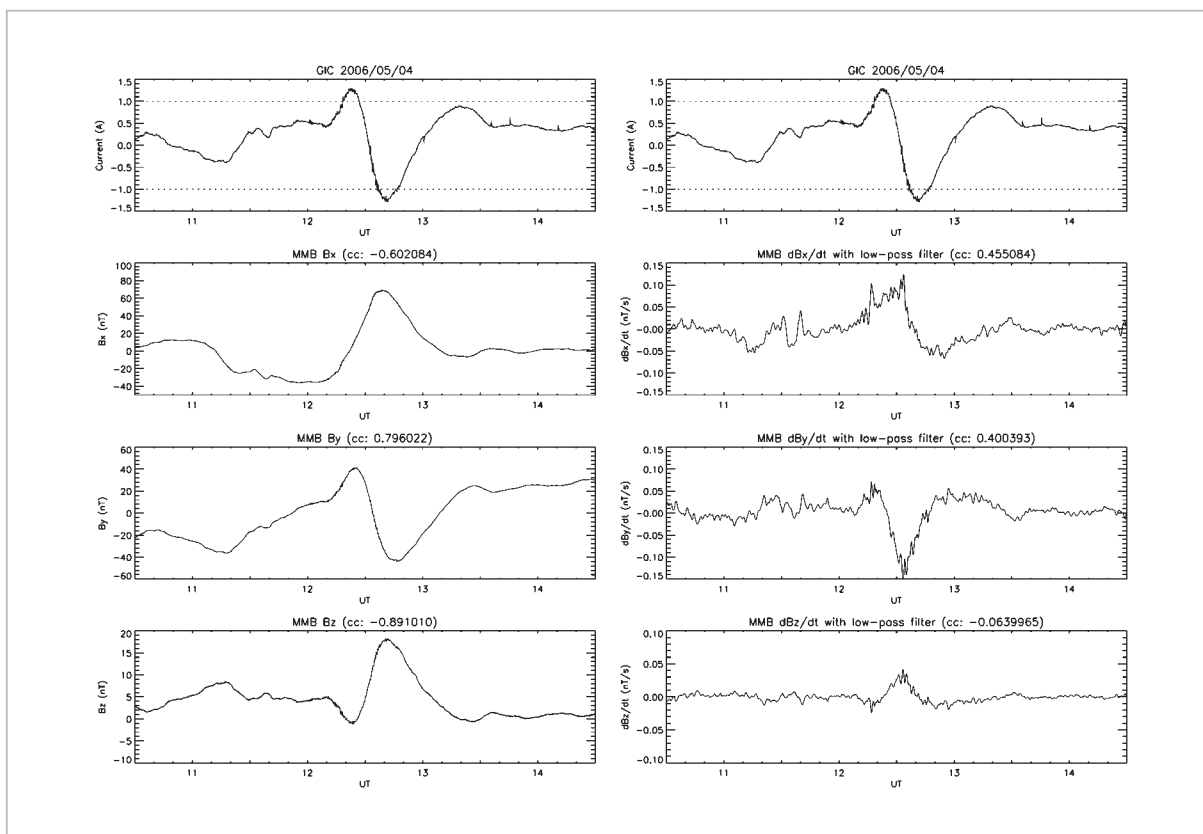 GIC 2006/05/04
1.5
1.0
0.5
0.0
−0.5
−1.0
−1.5
Current (A)
11 12 13 14
UT
MMB Bx (cc: −0.602084)
100
80
60
40
20
0
−20
−40
Bx (nT)
11 12 13 14
UT
MMB By (cc: 0.796022)
60
40
20
0
−20
−40
−60
By (nT)
11 12 13 14
UT
MMB Bz (cc: −0.891010)
20
15
10
5
0
−5
−10
Bz (nT)
11 12 13 14
UT
GIC 2006/05/04
1.5
1.0
0.5
0.0
−0.5
−1.0
−1.5
Current (A)
11 12 13 14
UT
MMB dBx/dt with low−pass filter (cc: 0.455084)
0.15
0.10
0.05
−0.00
−0.05
−0.10
−0.15
dBx/dt (nT/s)
11 12 13 14
UT
MMB dBy/dt with low−pass filter (cc: 0.400393)
0.10
0.05
0.00
−0.05
−0.10
−0.15
dBy/dt (nT/s)
11 12 13 14
UT
MMB dBz/dt with low−pass filter (cc: −0.0639965)
0.10
0.05
0.00
−0.05
−0.10
dBz/dt (nT/s)
11 12 13 14
UT